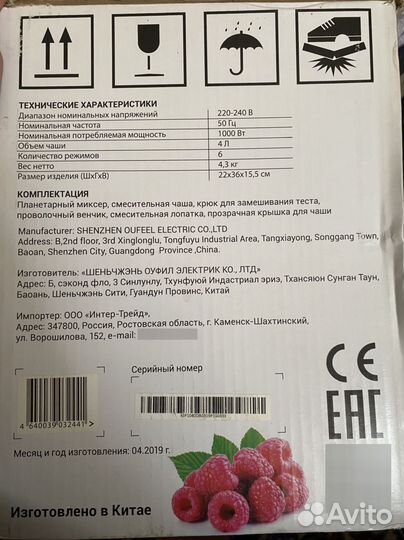 ТЕХНИЧЕСКИЕ ХАРАКТЕРИСТИКИ
Диапазон номинальных напряжений 220-240 В
Номинальная частота 50 Гц
Номинальная потребляемая мощность 1000 Вт
Объем чаши 4 Л
Количество режимов 6
Вес нетто 4,3 кг
Размер изделия (ШхГхВ) 22х36х15,5 см
КОМПЛЕКТАЦИЯ
Планетарный миксер, смесительная чаша, крюк для замешивания теста,
проволочный венчик, смесительная лопатка, прозрачная крышка для чаши
Manufacturer: SHENZHEN OUFEEL ELECTRIC CO.,LTD
Address: B,2nd floor, 3rd Xinglonglu, Tongfuyu Industrial area, Tangxiayong, Songgang Town,
Baoan, Shenzhen City, Guangdong Province ,China
Изготовитель: «ШЕНЬЧЖЭНЬ ОУФИЛ ЭЛЕКТРИК КО., ЛТД»
Адрес: Б, сэконд фло, 3 Синлунлу, Тхунфуюй Индастриал эриэ, Тхансяюн Сунган Таун,
Баоань, Шеньчжэнь Сити, Гуандун Провинс, Китай
Импортер: ООО «Интер-Трейд»,
Адрес: 347800, Россия, Ростовская область, г. Каменск-Шахтинский,
ул. Ворошилова, 152, e-mail:
Серийный номер
CE
EAC
4 640039 032441
Месяц и год изготовления: 04.2019 г.
Изготовлено в Китае
Avito